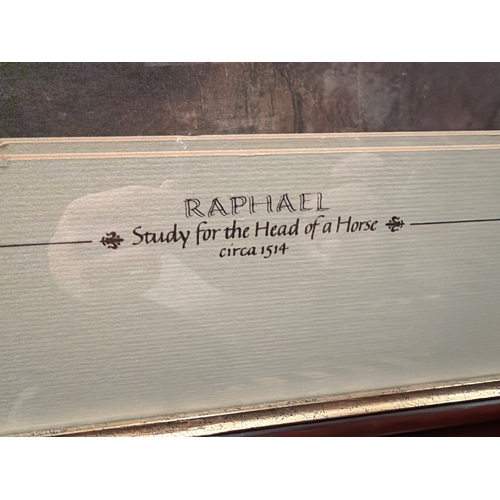 RAPHAEL
Study for the Head of a Horse
circa 1514